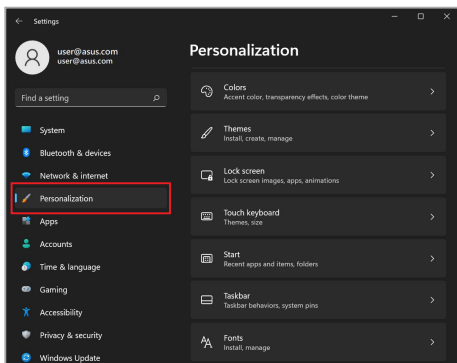 Settings
user@asus.com
user@asus.com
Find a setting
System
Bluetooth & devices
Network & internet
Personalization
Apps
Accounts
Time & language
Gaming
Accessibility
Privacy & security
Windows Update
Personalization
Colors
Accent color, transparency effects, color theme
Themes
Install, create, manage
Lock screen
Lock screen images, apps, animations
Touch keyboard
Themes, size
Start
Recent apps and items, folders
Taskbar
Taskbar behaviors, system pins
Fonts
Install, manage